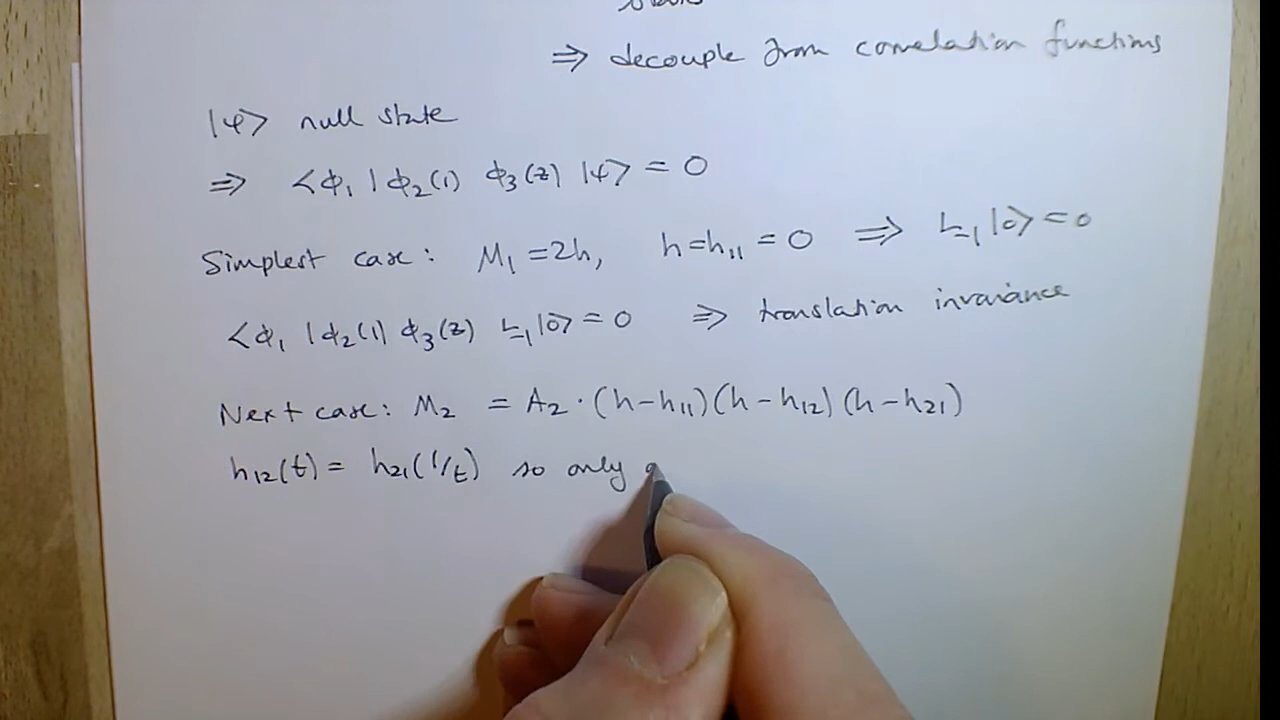 ⇒ decouple from correlation functions
|ψ> null state
⇒ <ϕ₁ | ϕ₂(1) ϕ₃(z) |ψ> = 0
Simplest case: M₁ = 2h, h = h₁₁ = 0 ⇒ L₋₁ |0> = 0
<ϕ₁ | ϕ₂(1) ϕ₃(z) L₋₁ |0> = 0 ⇒ translation invariance
Next case: M₂ = A₂ · (h - h₁₁) (h - h₁₂) (h - h₂₁)
h₁₂(t) = h₂₁(1/t) so only